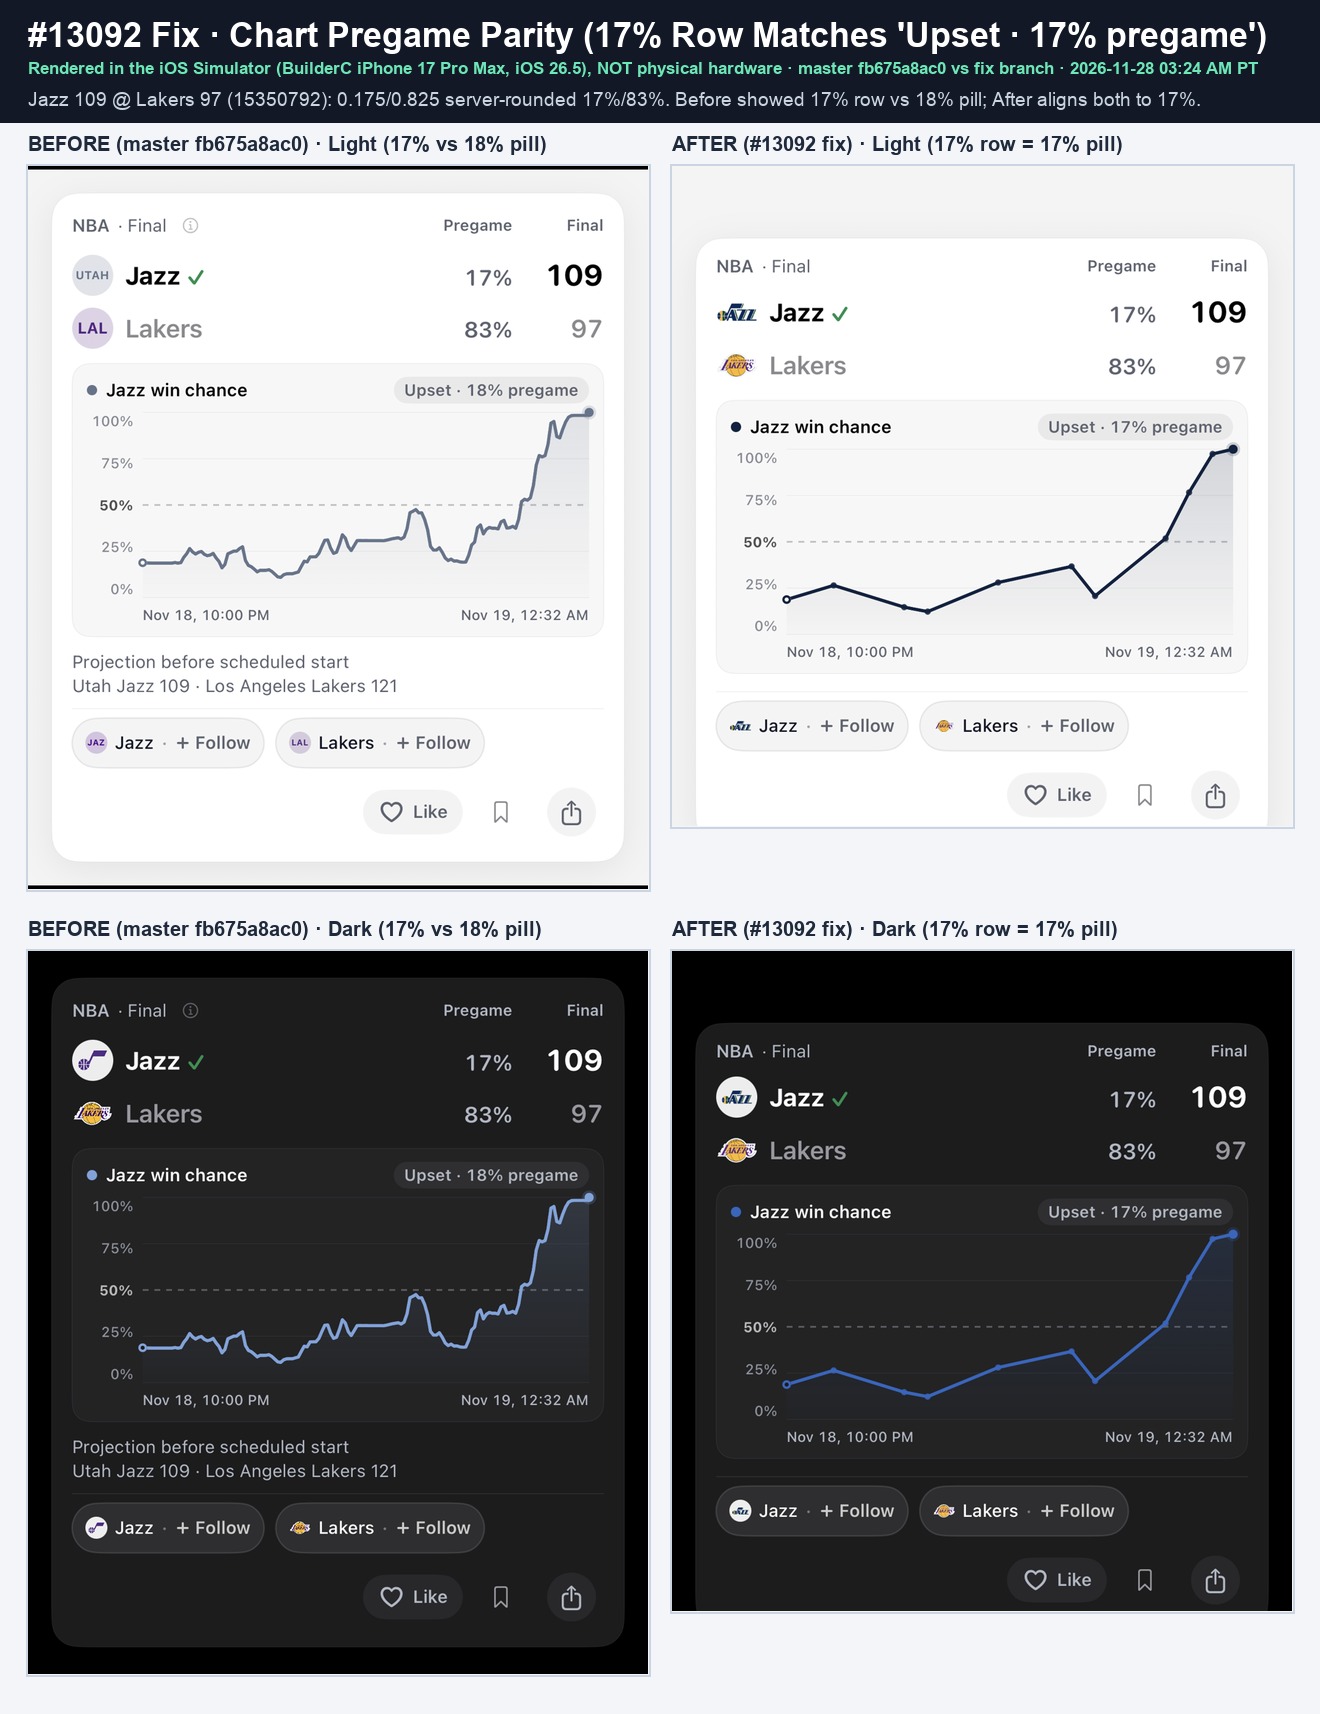 #13092 Fix · Chart Pregame Parity (17% Row Matches 'Upset · 17% pregame')
Rendered in the iOS Simulator (BuilderC iPhone 17 Pro Max, iOS 26.5), NOT physical hardware · master fb675a8ac0 vs fix branch · 2026-11-28 03:24 AM PT
Jazz 109 @ Lakers 97 (15350792): 0.175/0.825 server-rounded 17%/83%. Before showed 17% row vs 18% pill; After aligns both to 17%.
BEFORE (master fb675a8ac0) · Light (17% vs 18% pill)
NBA · Final Pregame Final
UTAH Jazz 17% 109
LAL Lakers 83% 97
Jazz win chance Upset · 18% pregame
100%
75%
50%
25%
0%
Nov 18, 10:00 PM Nov 19, 12:32 AM
Projection before scheduled start
Utah Jazz 109 · Los Angeles Lakers 121
JAZ Jazz · + Follow LAL Lakers · + Follow
Like
AFTER (#13092 fix) · Light (17% row = 17% pill)
NBA · Final Pregame Final
JAZZ Jazz 17% 109
LAKERS Lakers 83% 97
Jazz win chance Upset · 17% pregame
100%
75%
50%
25%
0%
Nov 18, 10:00 PM Nov 19, 12:32 AM
Jazz · + Follow Lakers · + Follow
Like
BEFORE (master fb675a8ac0) · Dark (17% vs 18% pill)
NBA · Final Pregame Final
Jazz 17% 109
LAKERS Lakers 83% 97
Jazz win chance Upset · 18% pregame
100%
75%
50%
25%
0%
Nov 18, 10:00 PM Nov 19, 12:32 AM
Projection before scheduled start
Utah Jazz 109 · Los Angeles Lakers 121
Jazz · + Follow Lakers · + Follow
Like
AFTER (#13092 fix) · Dark (17% row = 17% pill)
NBA · Final Pregame Final
JAZZ Jazz 17% 109
LAKERS Lakers 83% 97
Jazz win chance Upset · 17% pregame
100%
75%
50%
25%
0%
Nov 18, 10:00 PM Nov 19, 12:32 AM
Jazz · + Follow Lakers · + Follow
Like